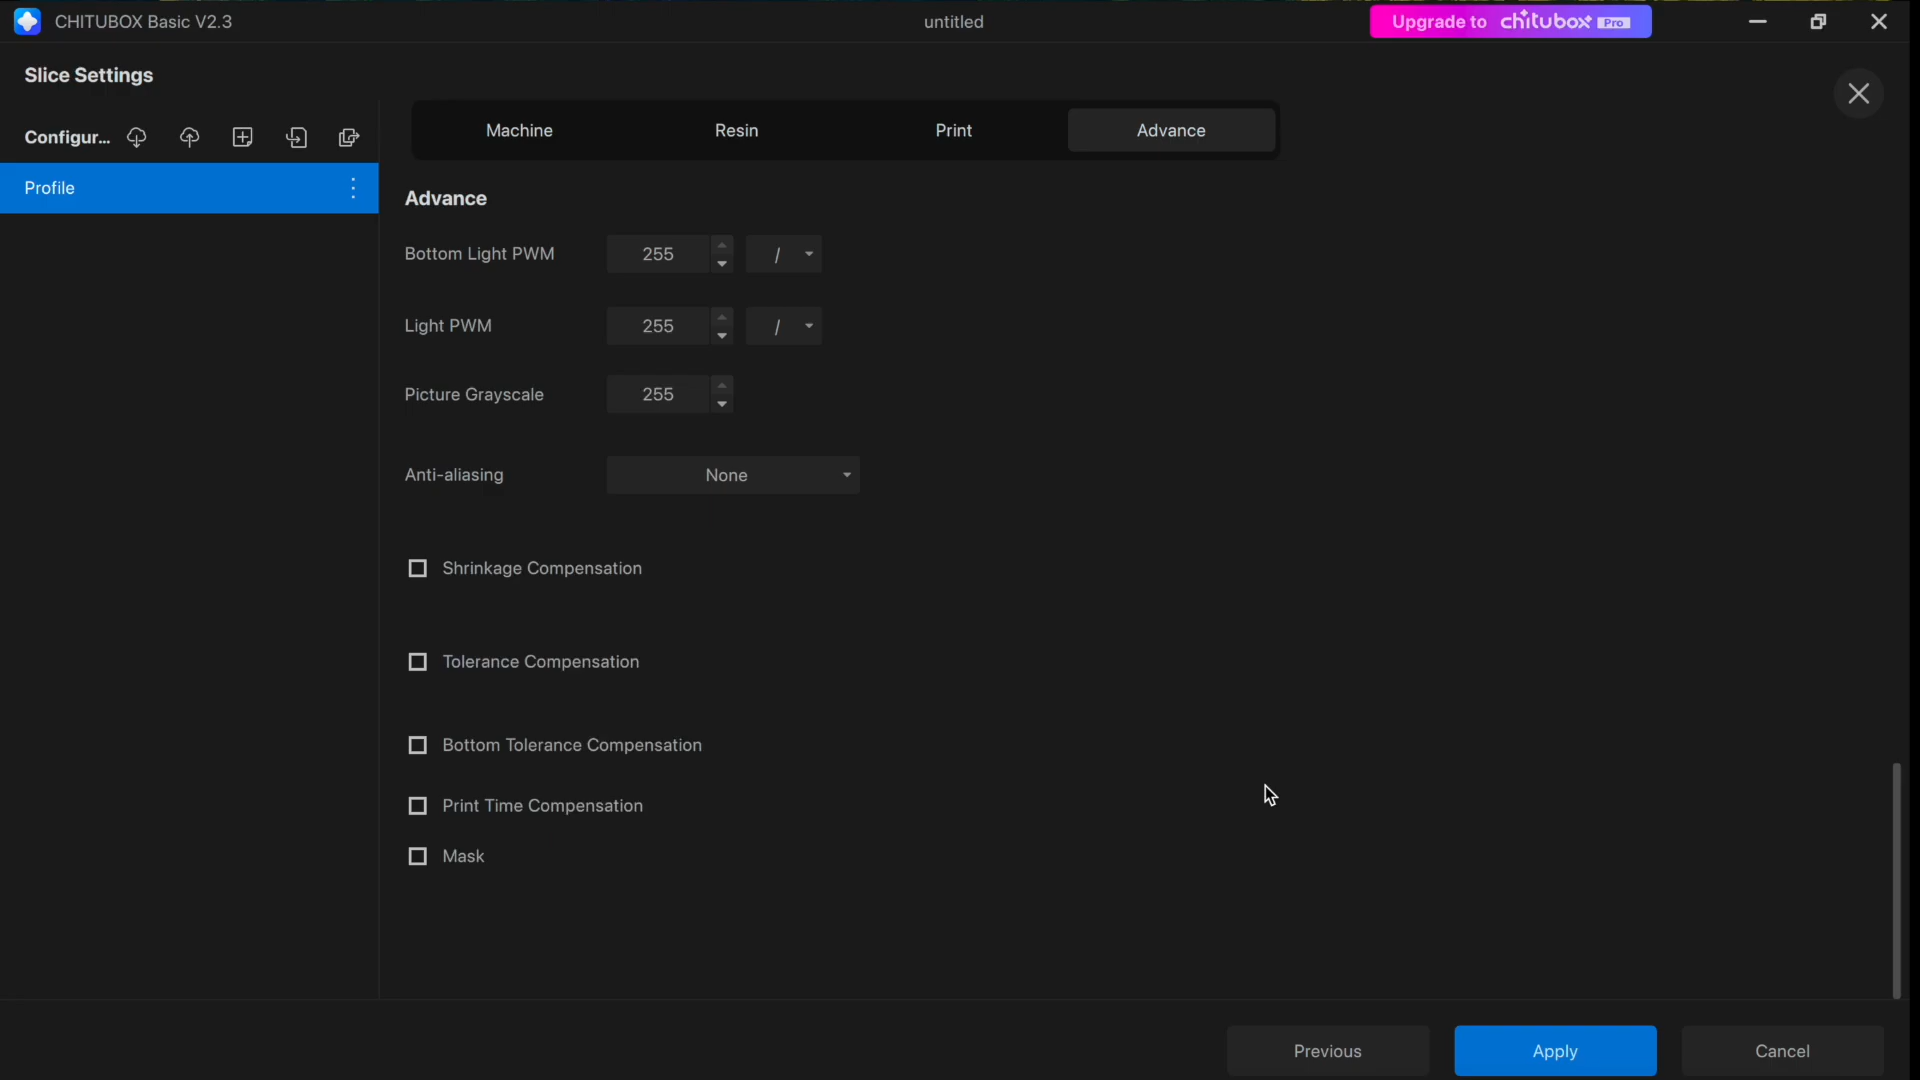 CHITUBOX Basic V2.3
untitled
Upgrade to chitubox Pro
Slice Settings
Configur...
Machine
Resin
Print
Advance
Profile
Advance
Bottom Light PWM
255
/
Light PWM
255
/
Picture Grayscale
255
Anti-aliasing
None
Shrinkage Compensation
Tolerance Compensation
Bottom Tolerance Compensation
Print Time Compensation
Mask
Previous
Apply
Cancel